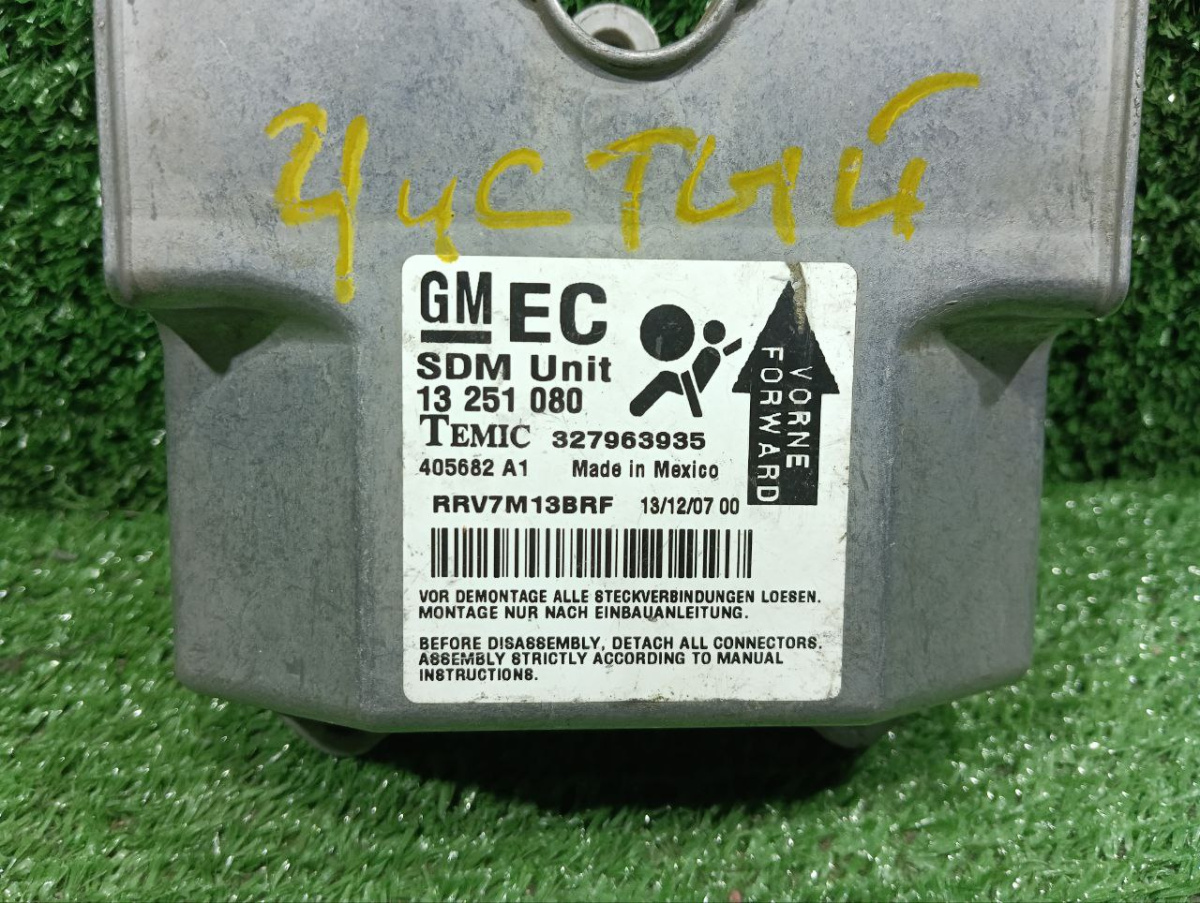 Чистый
GM EC
SDM Unit
13 251 080
TEMIC 327963935
405682 A1 Made in Mexico
RRV7M13BRF 13/12/07 00
VORNE
FORWARD
VOR DEMONTAGE ALLE STECKVERBINDUNGEN LOESEN.
MONTAGE NUR NACH EINBAUANLEITUNG.
BEFORE DISASSEMBLY, DETACH ALL CONNECTORS.
ASSEMBLY STRICTLY ACCORDING TO MANUAL
INSTRUCTIONS.